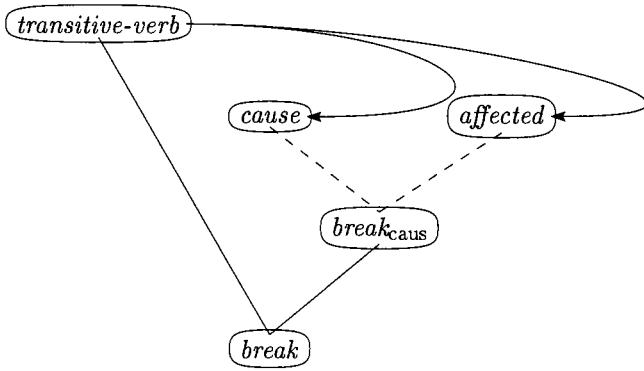 transitive-verb
cause
affected
break_caus
break